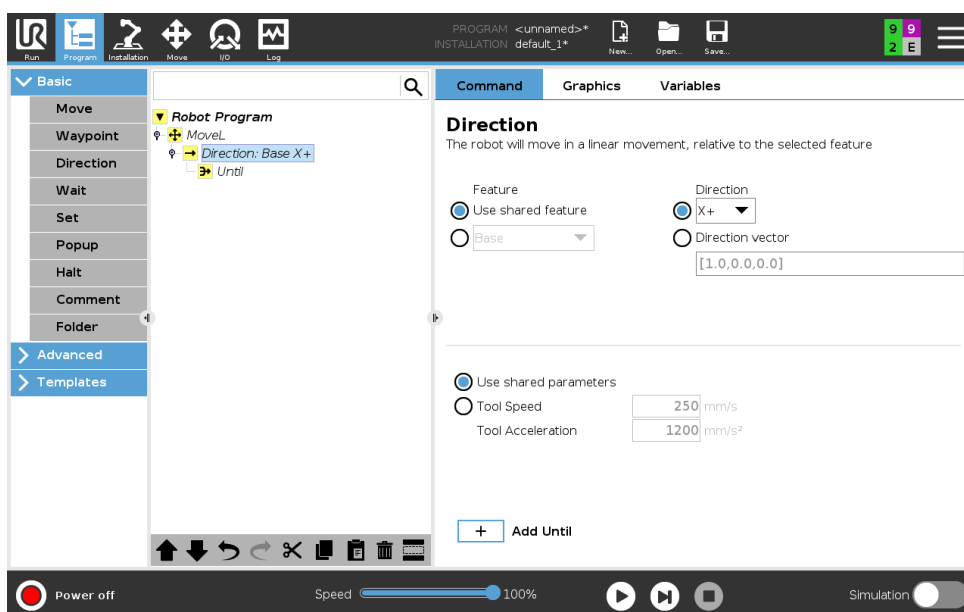 PROGRAM <unnamed>*
INSTALLATION default_1*
9 9
2 E
Run
Program
Installation
Move
I/O
Log
New...
Open...
Save...
Basic
Move
Waypoint
Direction
Wait
Set
Popup
Halt
Comment
Folder
Advanced
Templates
Robot Program
MoveL
Direction: Base X+
Until
Command
Graphics
Variables
Direction
The robot will move in a linear movement, relative to the selected feature
Feature
Direction
Use shared feature
X+
Base
Direction vector
[1.0,0.0,0.0]
Use shared parameters
Tool Speed 250 mm/s
Tool Acceleration 1200 mm/s²
+ Add Until
Power off
Speed 100%
Simulation